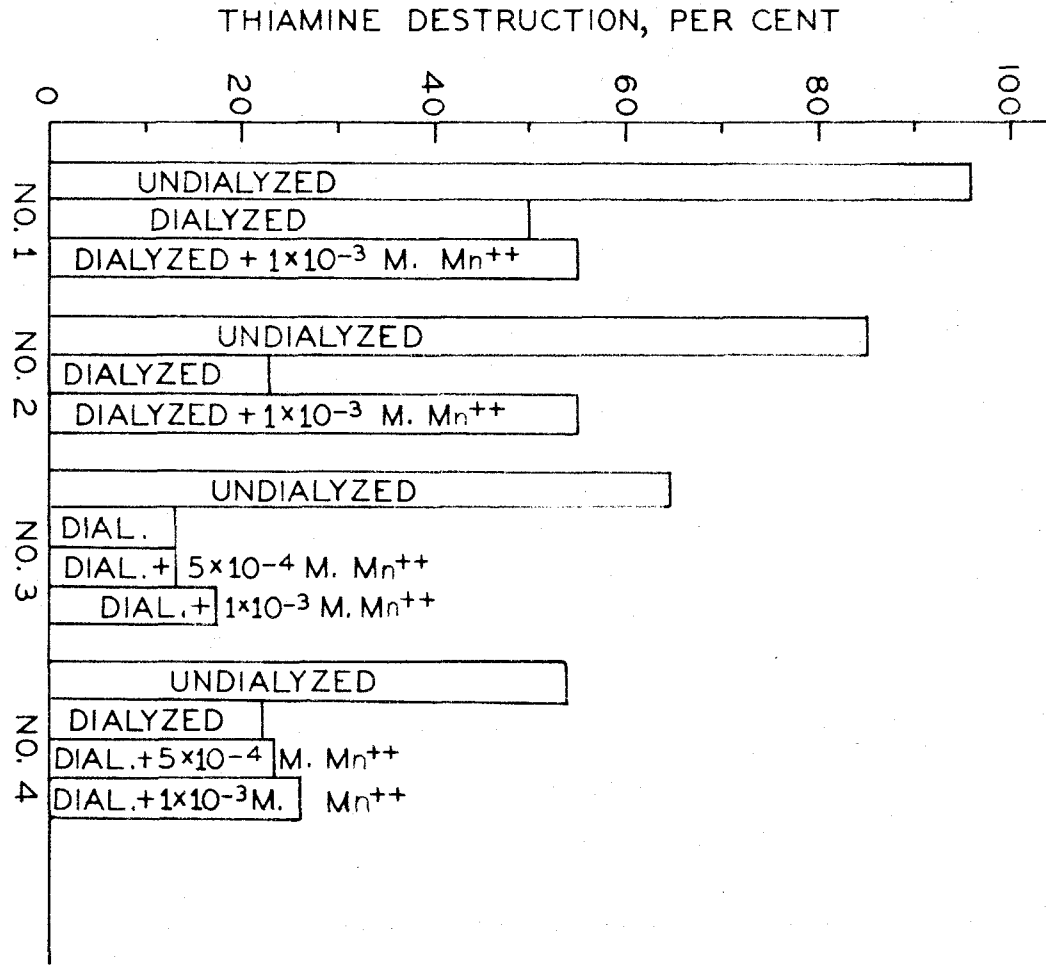 THIAMINE DESTRUCTION, PER CENT
0 20 40 60 80 100
NO. 1
UNDIALYZED
DIALYZED
DIALYZED + 1×10⁻³ M. Mn⁺⁺
NO. 2
UNDIALYZED
DIALYZED
DIALYZED + 1×10⁻³ M. Mn⁺⁺
NO. 3
UNDIALYZED
DIAL.
DIAL.+ 5×10⁻⁴ M. Mn⁺⁺
DIAL.+ 1×10⁻³ M. Mn⁺⁺
NO. 4
UNDIALYZED
DIALYZED
DIAL.+5×10⁻⁴ M. Mn⁺⁺
DIAL.+1×10⁻³M. Mn⁺⁺